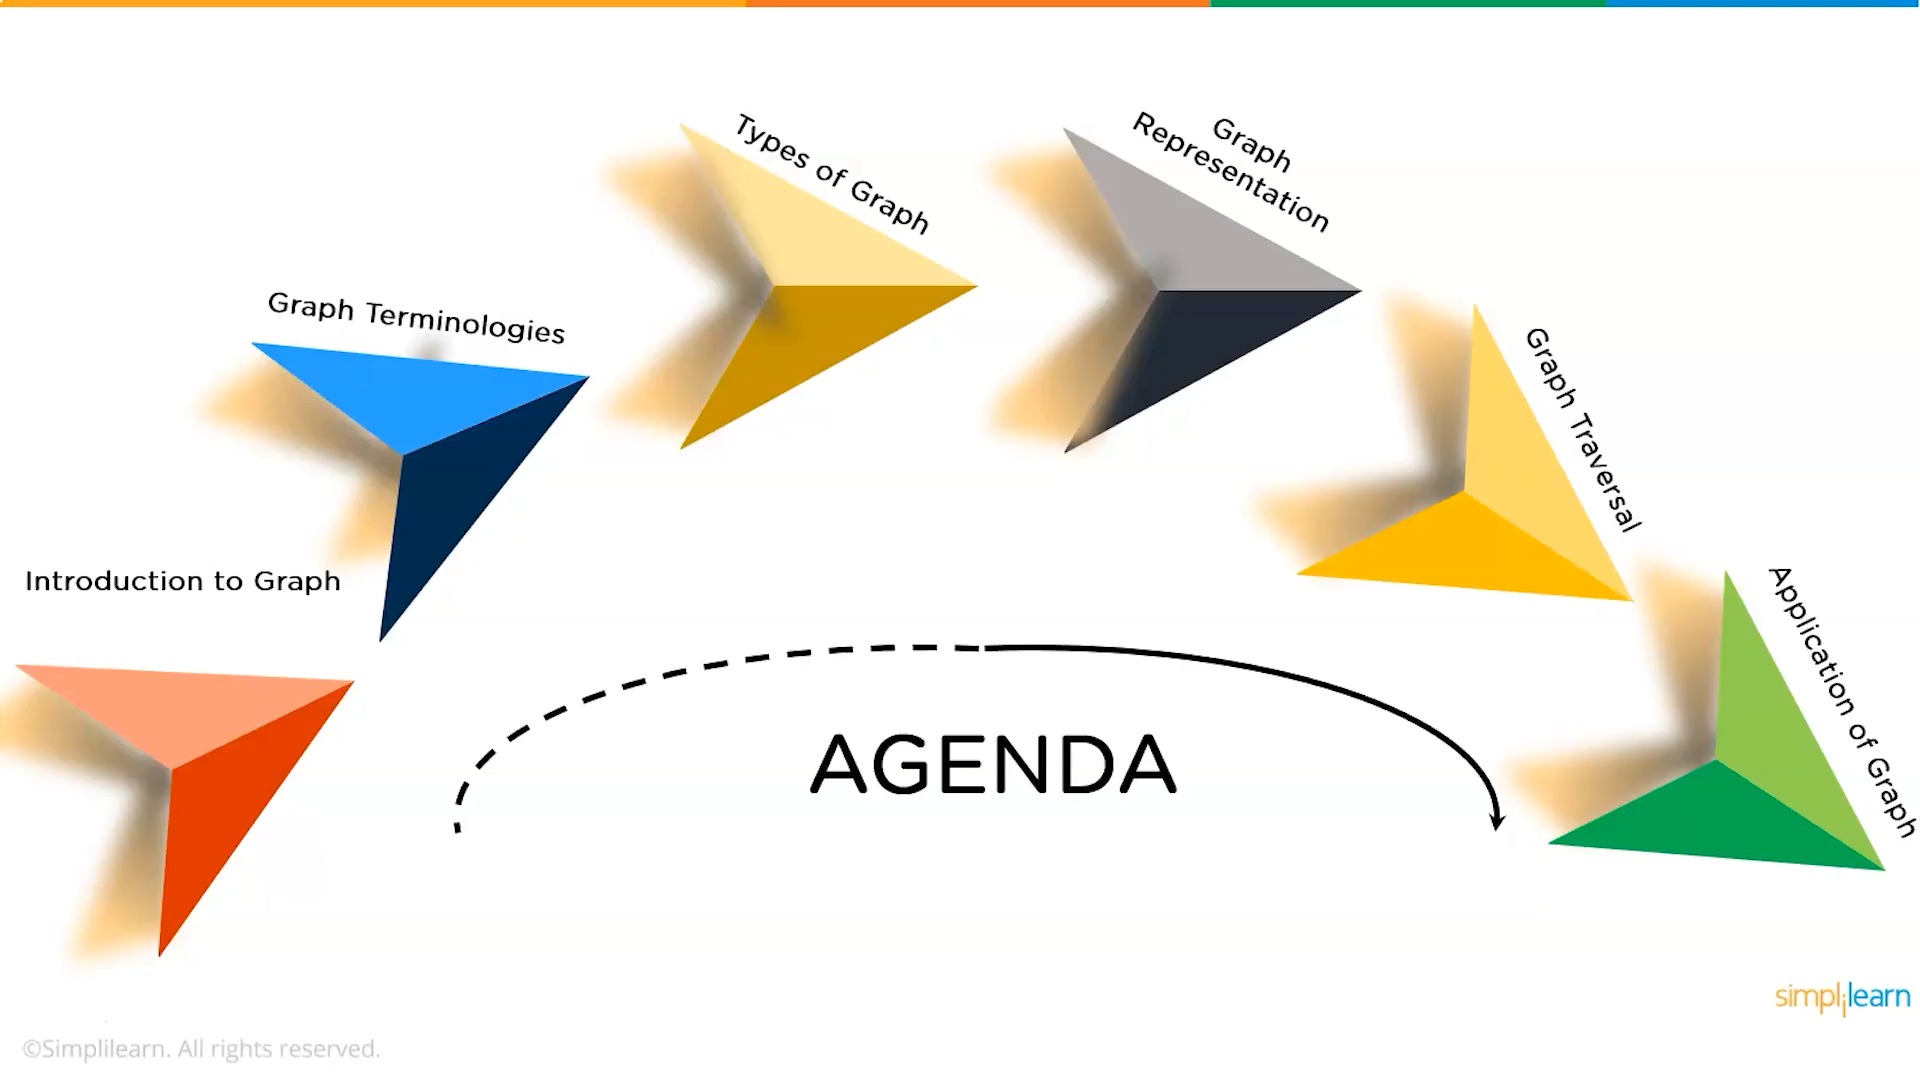 Introduction to Graph
Graph Terminologies
Types of Graph
Graph
Representation
Graph Traversal
Application of Graph
AGENDA
simplilearn
©Simplilearn. All rights reserved.